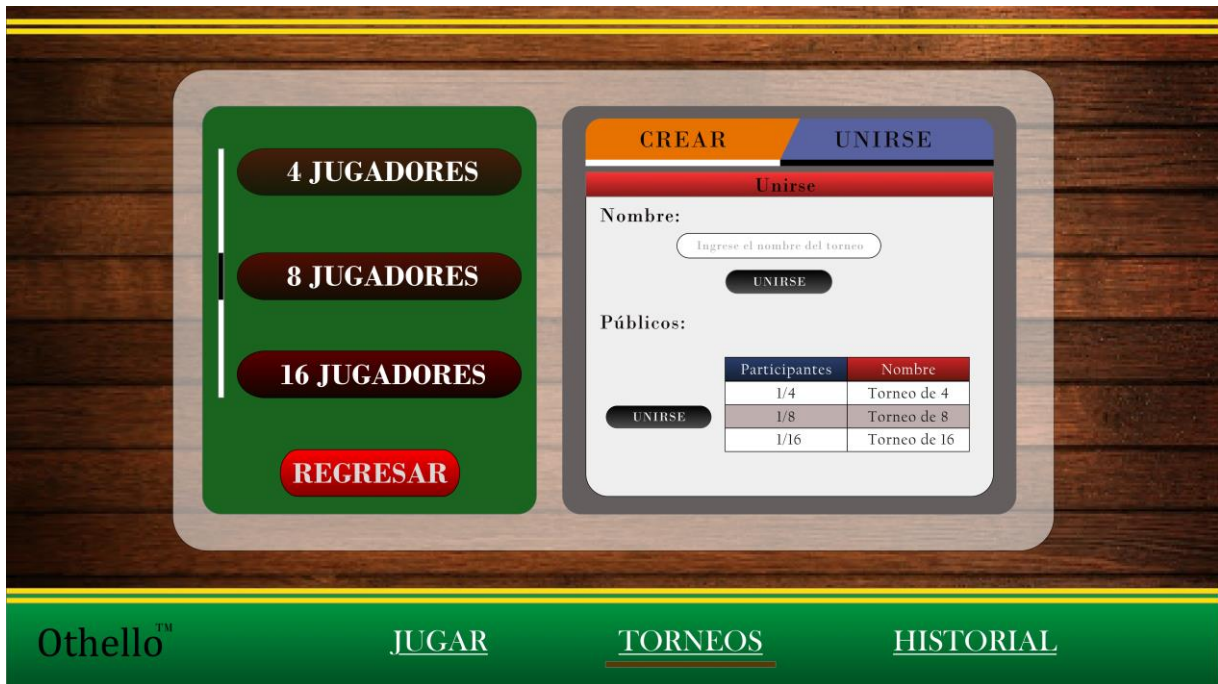 4 JUGADORES
8 JUGADORES
16 JUGADORES
REGRESAR
CREAR UNIRSE
Unirse
Nombre:
Ingrese el nombre del torneo
UNIRSE
Públicos:
Participantes Nombre
1/4 Torneo de 4
UNIRSE 1/8 Torneo de 8
1/16 Torneo de 16
Othello™ JUGAR TORNEOS HISTORIAL